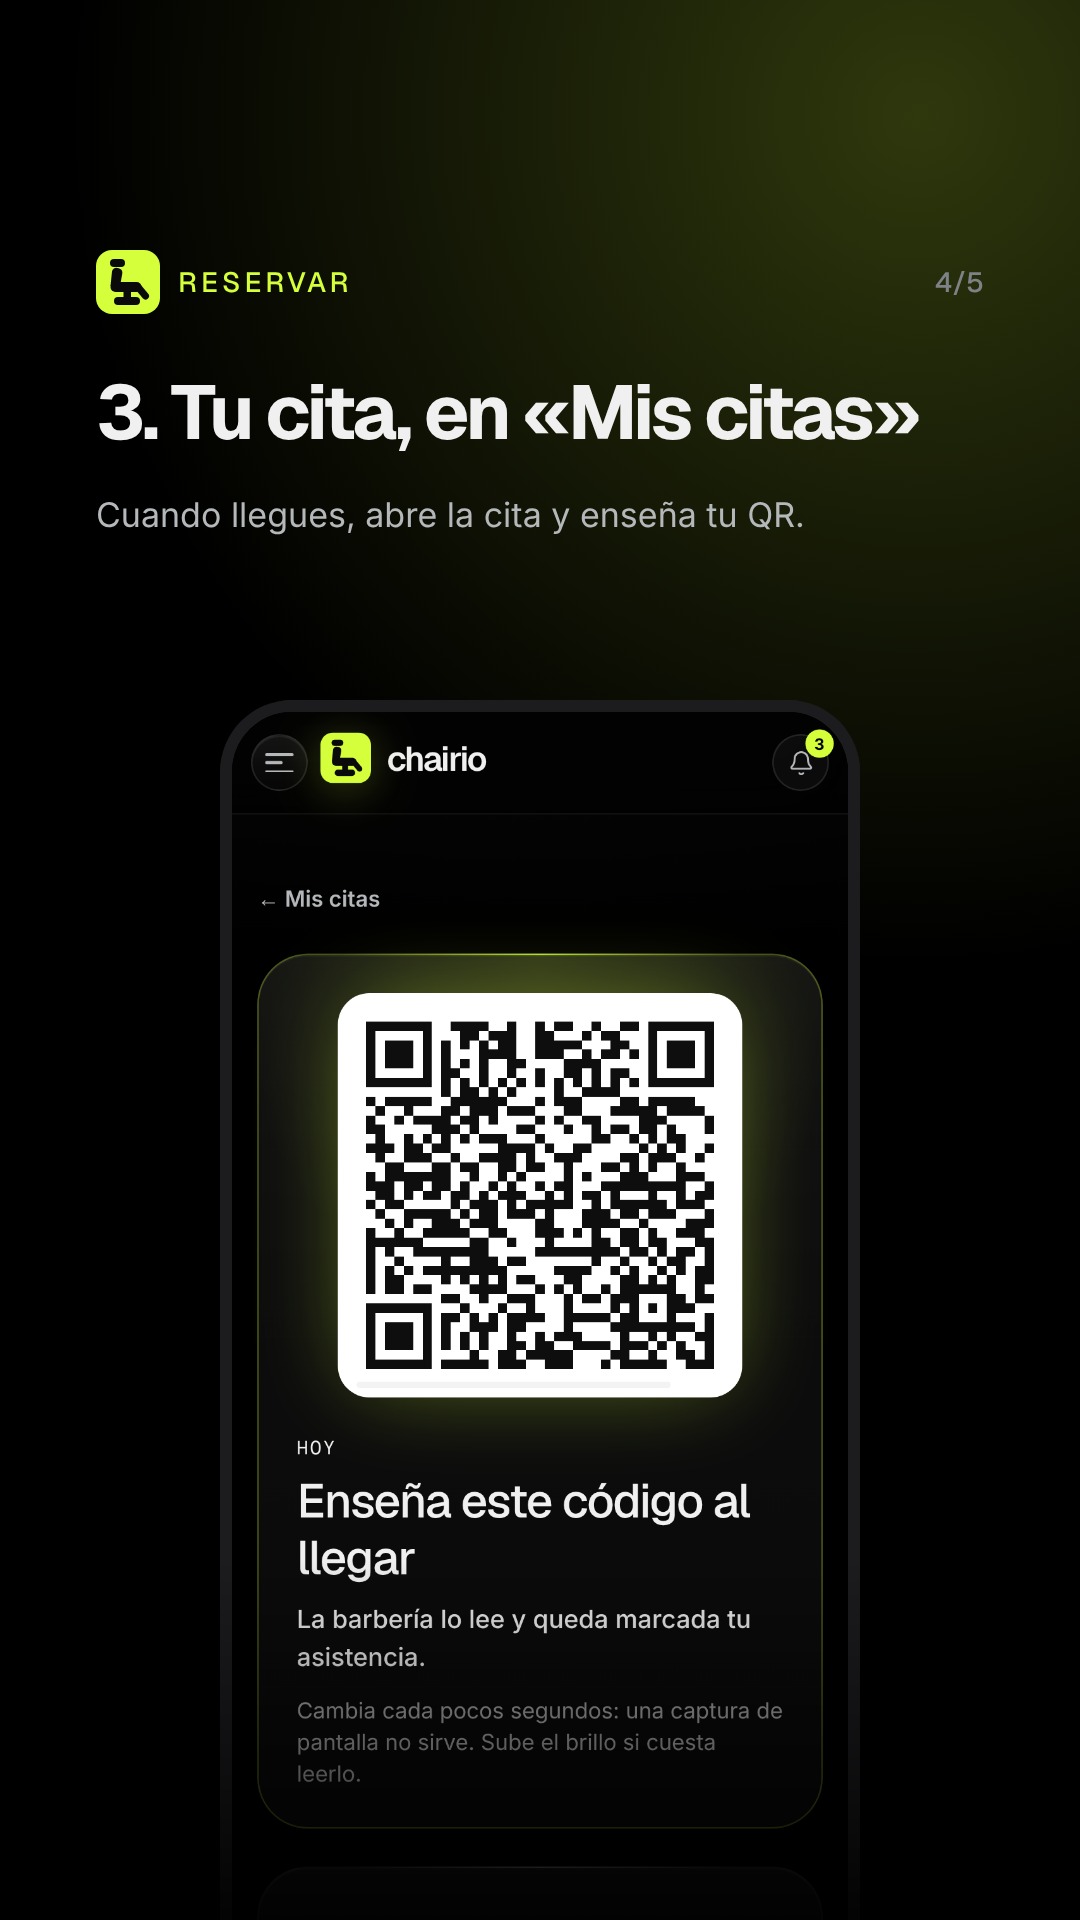 RESERVAR
4/5
3. Tu cita, en «Mis citas»
Cuando llegues, abre la cita y enseña tu QR.
chairio
3
← Mis citas
HOY
Enseña este código al
llegar
La barbería lo lee y queda marcada tu
asistencia.
Cambia cada pocos segundos: una captura de
pantalla no sirve. Sube el brillo si cuesta
leerlo.